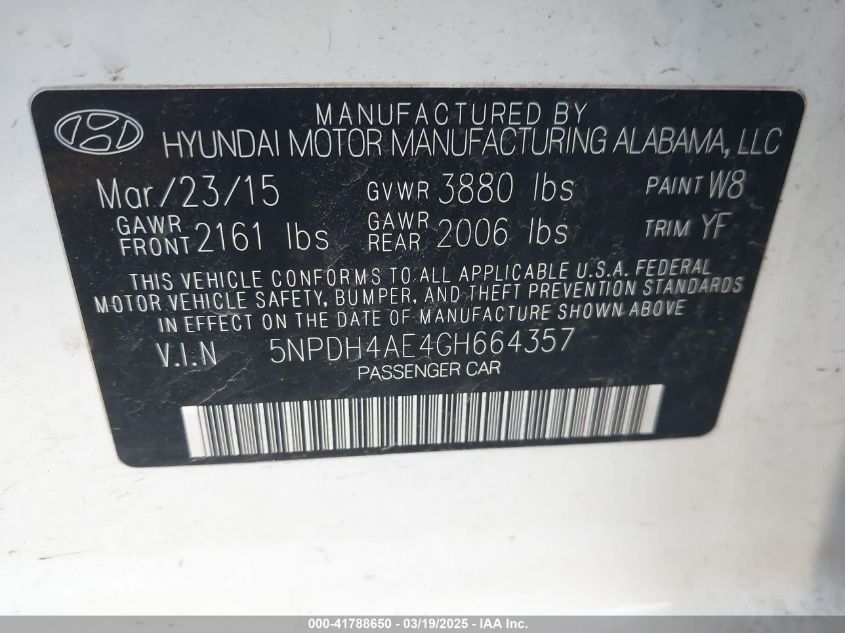 MANUFACTURED BY
HYUNDAI MOTOR MANUFACTURING ALABAMA, LLC
Mar/23/15 GVWR 3880 lbs PAINT W8
GAWR FRONT 2161 lbs GAWR REAR 2006 lbs TRIM YF
THIS VEHICLE CONFORMS TO ALL APPLICABLE U.S.A. FEDERAL
MOTOR VEHICLE SAFETY, BUMPER, AND THEFT PREVENTION STANDARDS
IN EFFECT ON THE DATE OF MANUFACTURE SHOWN ABOVE
V.I.N 5NPDH4AE4GH664357
PASSENGER CAR
000-41788650 - 03/19/2025 - IAA Inc.